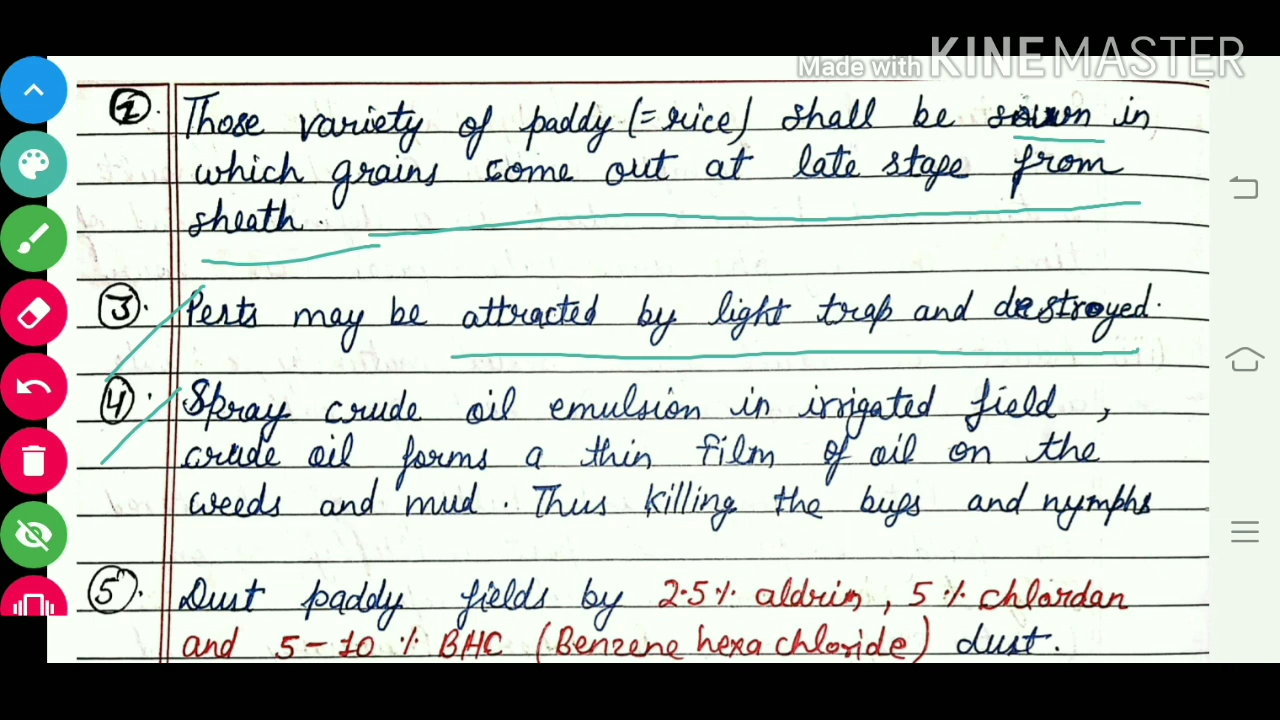 Made with KINEMASTER
2. Those variety of paddy (= rice) shall be sown in
which grains come out at late stage from
sheath.
3. Pests may be attracted by light trap and destroyed.
4. Spray crude oil emulsion in irrigated field,
crude oil forms a thin film of oil on the
weeds and mud. Thus killing the bugs and nymphs
5. Dust paddy fields by 2.5% aldrin, 5% chlordan
and 5-10% BHC (Benzene hexa chloride) dust.